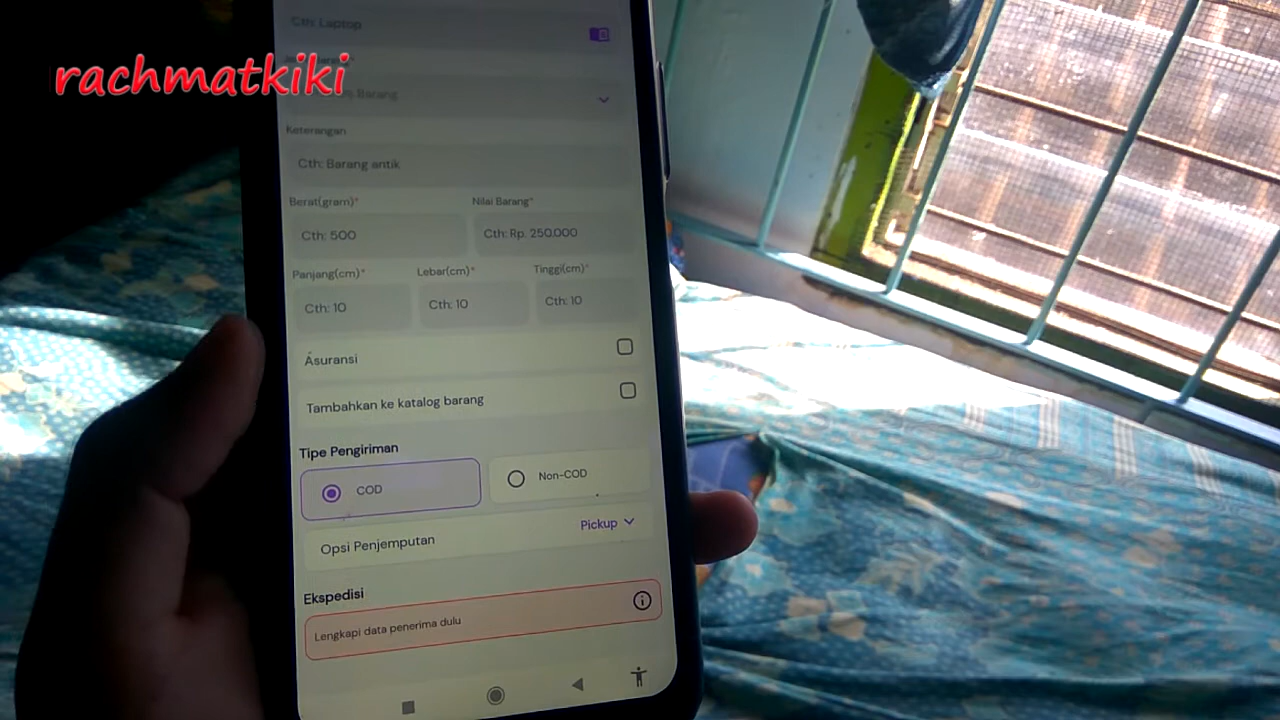 Cth: Laptop
rachmatkiki
Barang
Keterangan
Cth: Barang antik
Berat(gram)* Nilai Barang*
Cth: 500 Cth: Rp. 250.000
Panjang(cm)* Lebar(cm)* Tinggi(cm)*
Cth: 10 Cth: 10 Cth: 10
Asuransi
Tambahkan ke katalog barang
Tipe Pengiriman
COD Non-COD
Opsi Penjemputan Pickup
Ekspedisi
Lengkapi data penerima dulu